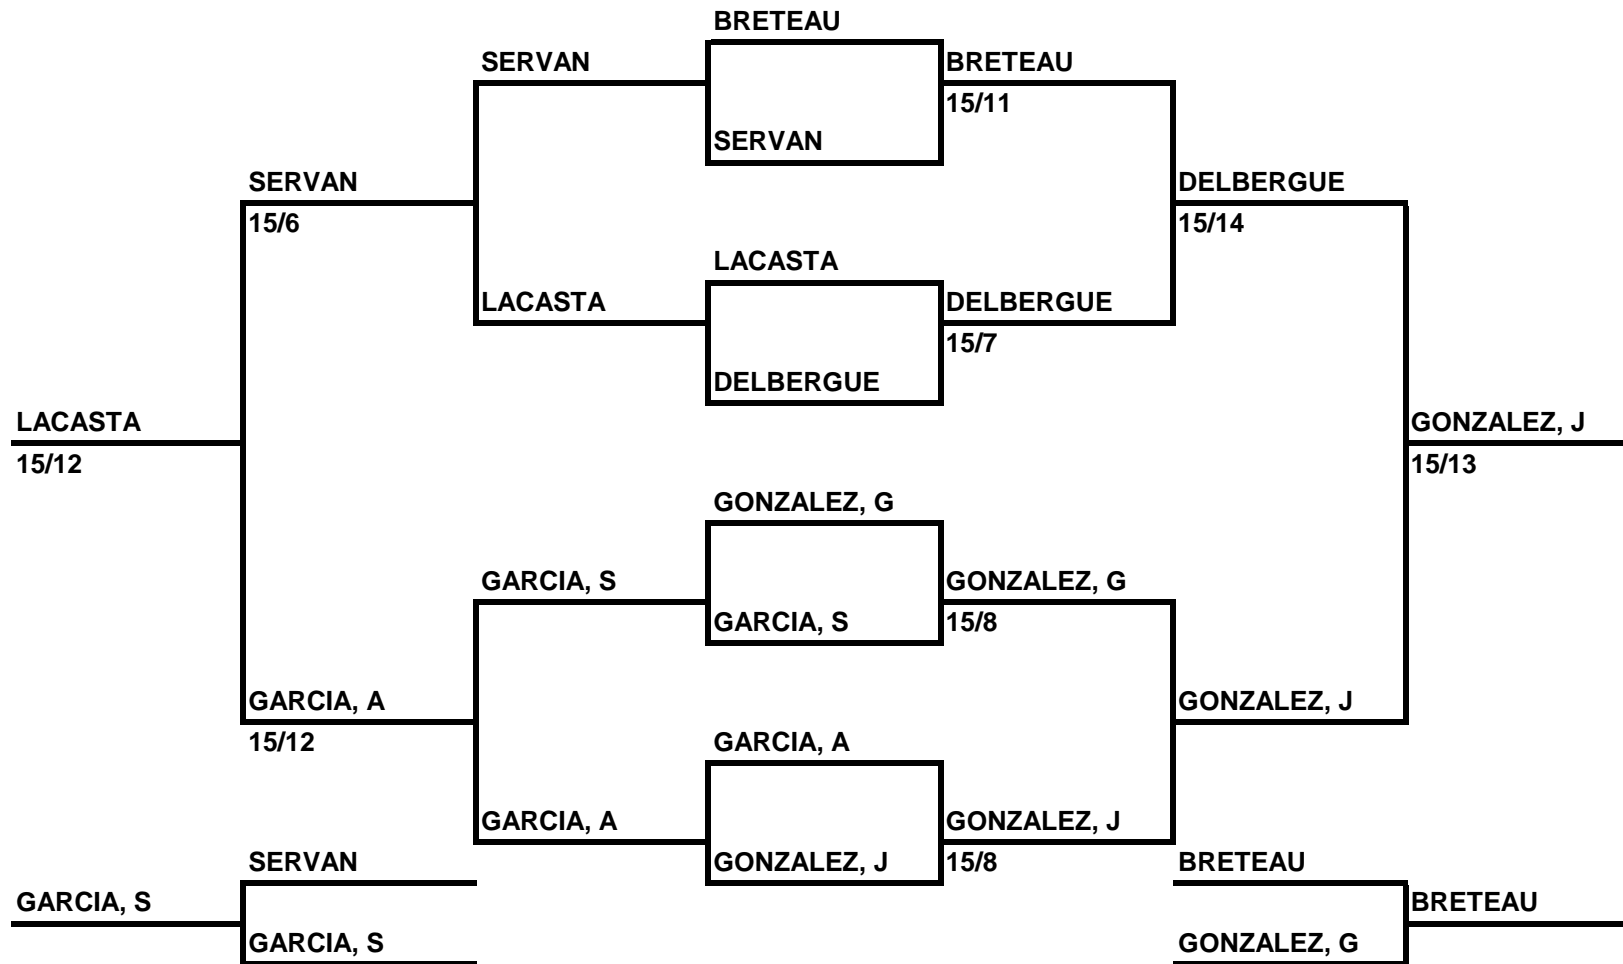 BRETEAU
SERVAN
BRETEAU
15/11
SERVAN
SERVAN
DELBERGUE
15/6
15/14
LACASTA
LACASTA
DELBERGUE
15/7
DELBERGUE
LACASTA
GONZALEZ, J
15/12
15/13
GONZALEZ, G
GARCIA, S
GONZALEZ, G
GARCIA, S
15/8
GARCIA, A
GONZALEZ, J
15/12
GARCIA, A
GARCIA, A
GONZALEZ, J
SERVAN
GONZALEZ, J
15/8
BRETEAU
GARCIA, S
BRETEAU
GARCIA, S
GONZALEZ, G